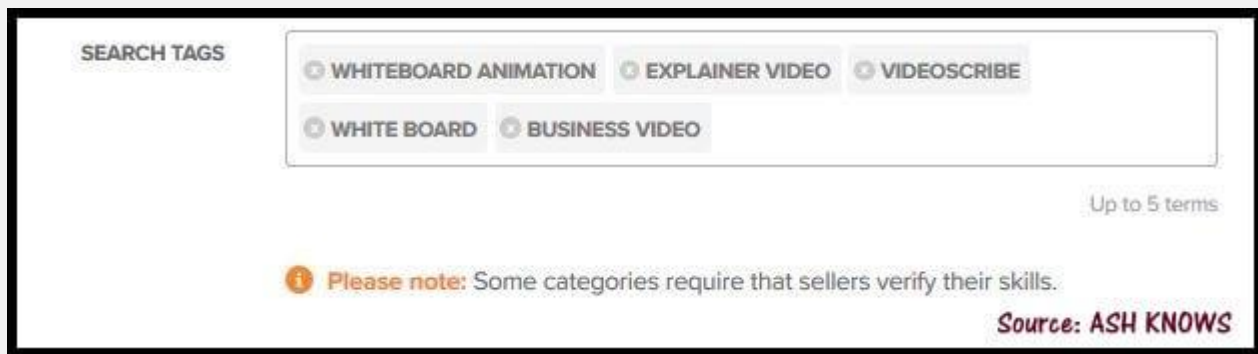 SEARCH TAGS
WHITEBOARD ANIMATION EXPLAINER VIDEO VIDEOSCRIBE
WHITE BOARD BUSINESS VIDEO
Up to 5 terms
Please note: Some categories require that sellers verify their skills.
Source: ASH KNOWS